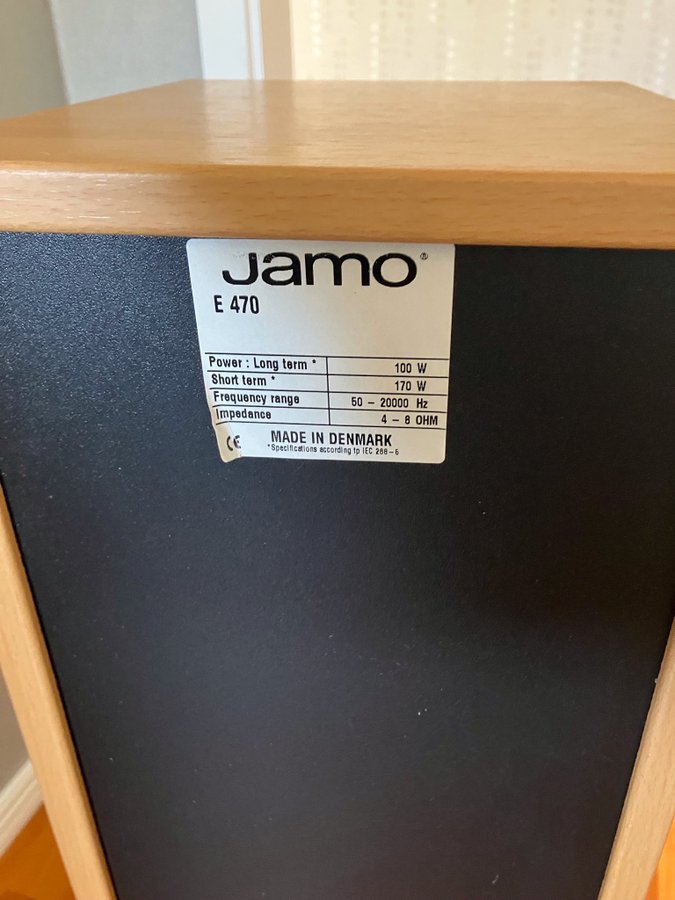 Jamo®
E 470
Power : Long term * 100 W
Short term * 170 W
Frequency range 50 – 20000 Hz
Impedance 4 – 8 OHM
CE MADE IN DENMARK
*Specifications according tp IEC 268–5